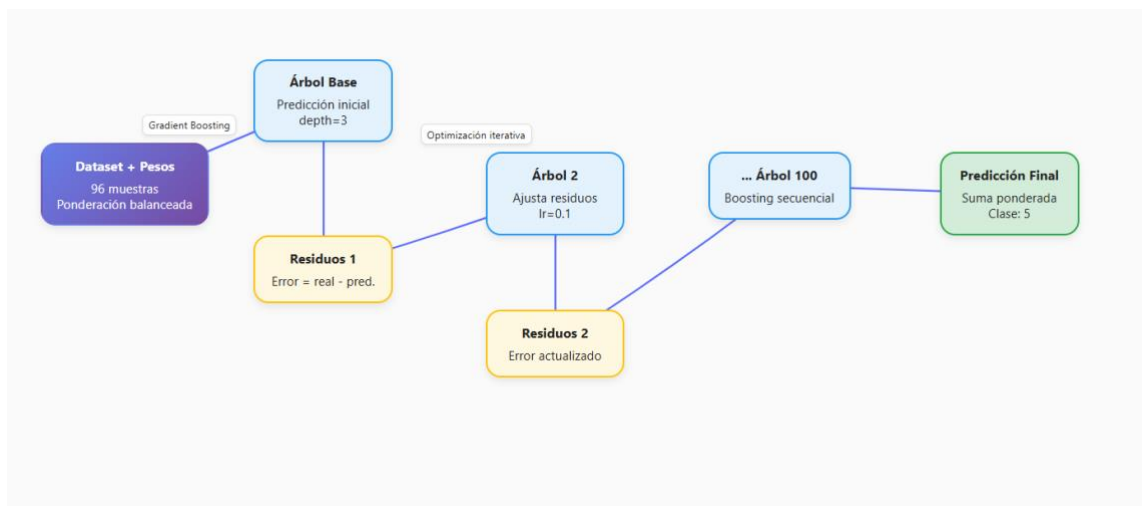 Árbol Base
Predicción inicial
depth=3
Gradient Boosting
Optimización iterativa
Dataset + Pesos
96 muestras
Ponderación balanceada
Árbol 2
Ajusta residuos
lr=0.1
... Árbol 100
Boosting secuencial
Predicción Final
Suma ponderada
Clase: 5
Residuos 1
Error = real - pred.
Residuos 2
Error actualizado